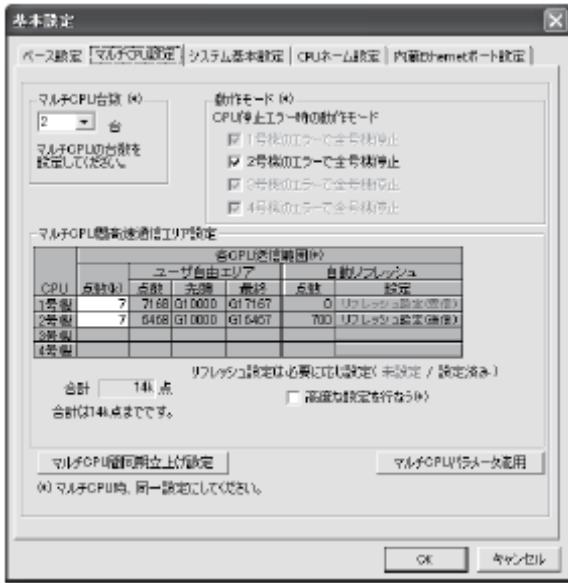 基本設定
ベース設定 マルチCPU設定 システム基本設定 CPUネーム設定 内蔵Ethernetポート設定
マルチCPU台数 (*)
2 台
マルチCPUの台数を
設定してください。
動作モード (*)
CPU停止エラー時の動作モード
1号機のエラーで全号機停止
2号機のエラーで全号機停止
3号機のエラーで全号機停止
4号機のエラーで全号機停止
マルチCPU間高速通信エリア設定
各CPU送信範囲(*)
ユーザ自由エリア 自動リフレッシュ
CPU 点数(k) 点数 先頭 最終 点数 設定
1号機 7 7168 G10000 G17167 0 リフレッシュ設定(受信)
2号機 7 6468 G10000 G16467 700 リフレッシュ設定(送信)
3号機
4号機
リフレッシュ設定は必要に応じ設定( 未設定 / 設定済み )
合計 14k 点
高度な設定を行なう(*)
合計は14k点までです。
マルチCPU間同期立上げ設定 マルチCPUパラメータ流用
(*) マルチCPU時、同一設定にしてください。
OK キャンセル